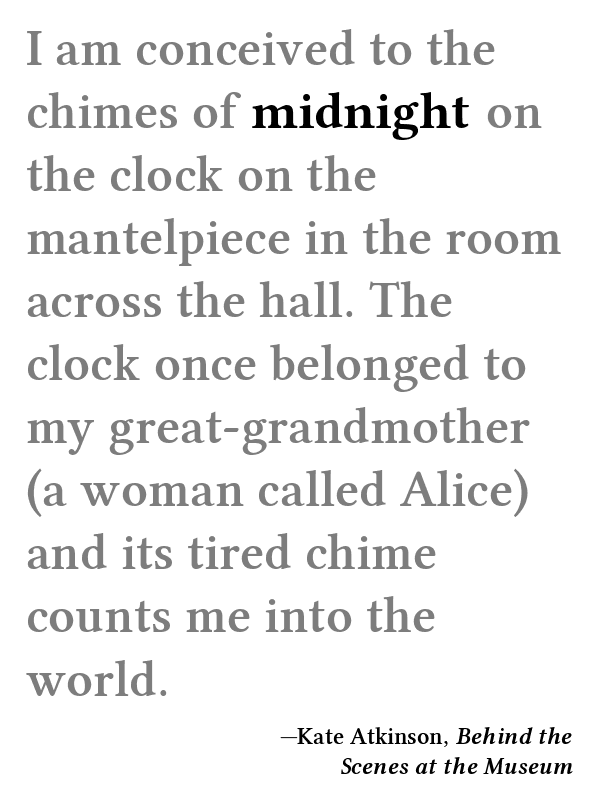 I am conceived to the
chimes of midnight on
the clock on the
mantelpiece in the room
across the hall. The
clock once belonged to
my great-grandmother
(a woman called Alice)
and its tired chime
counts me into the
world.
—Kate Atkinson, Behind the
Scenes at the Museum